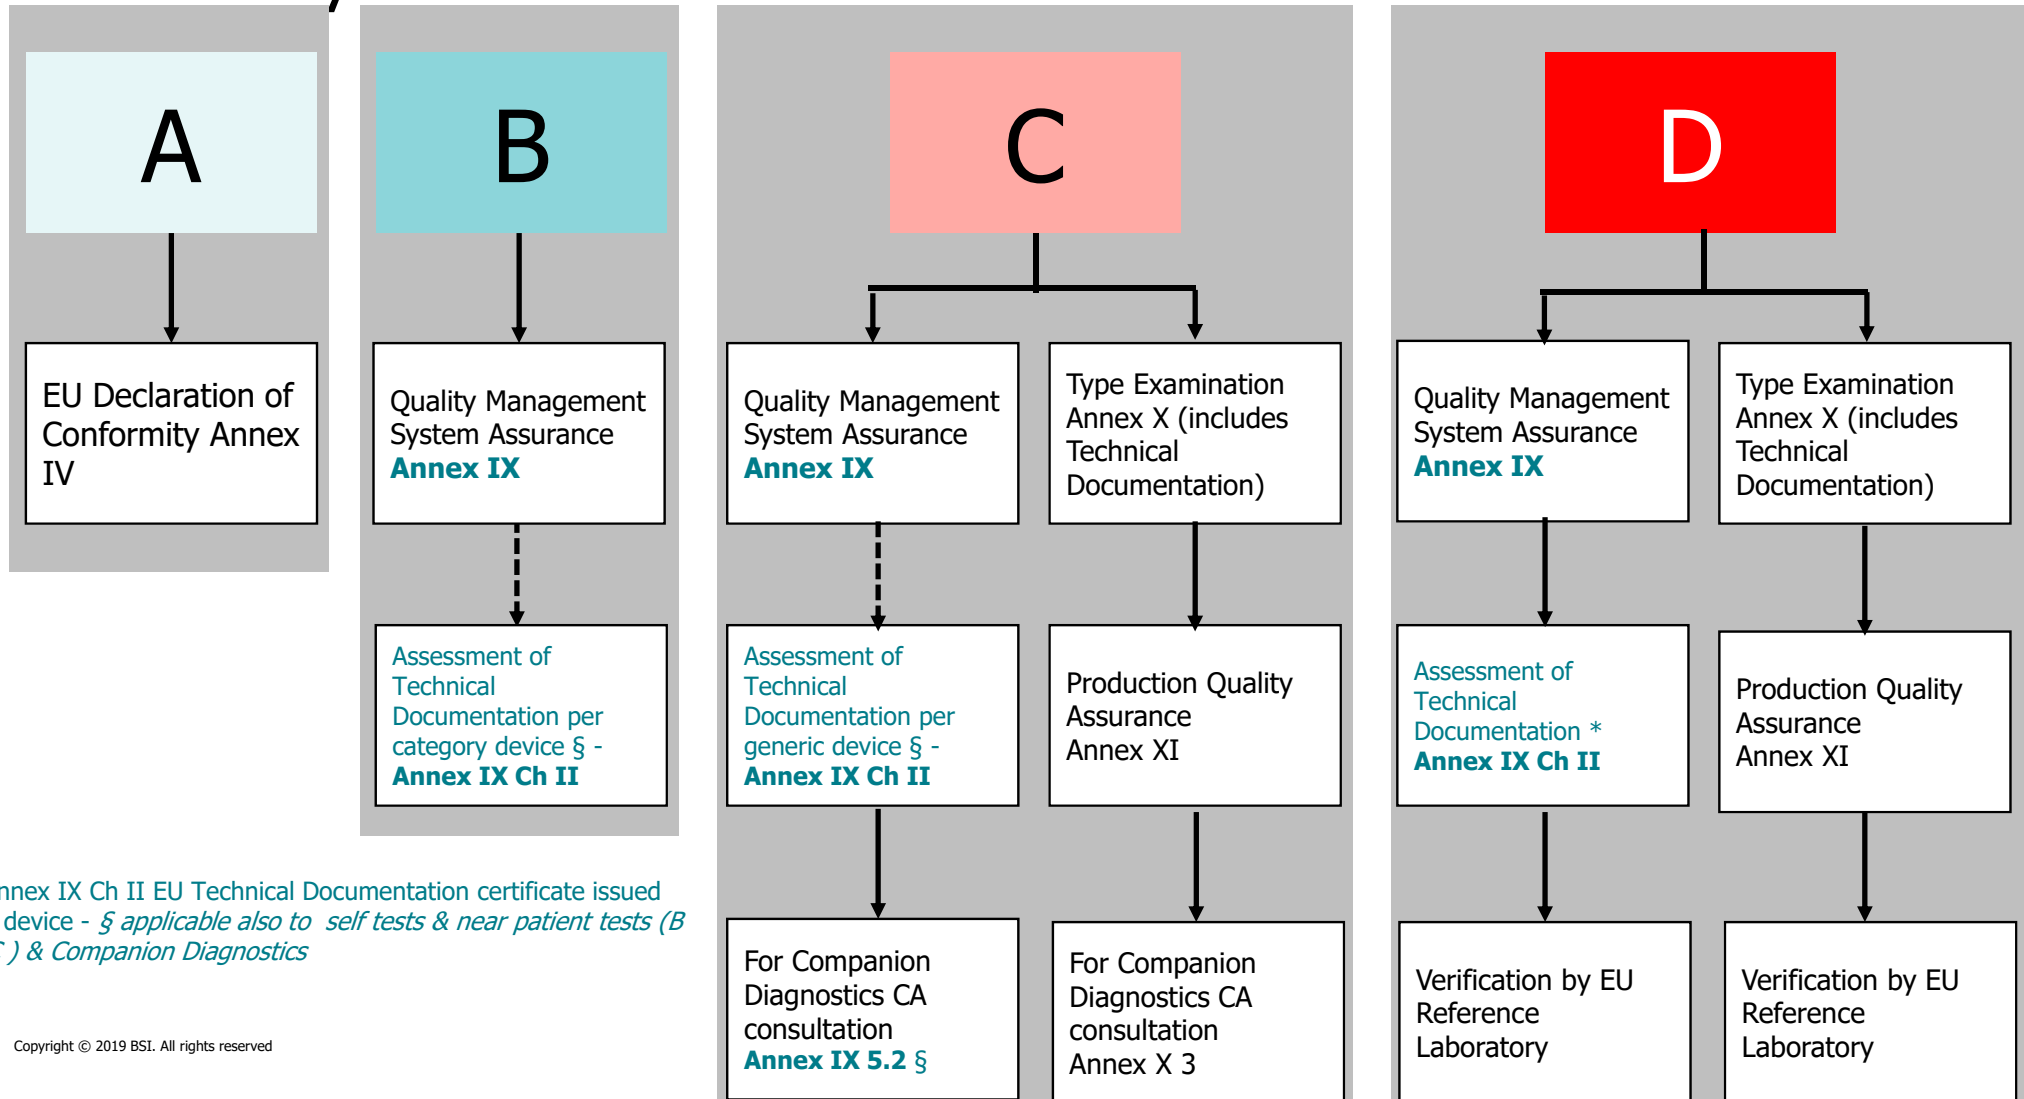 A
B
C
D
EU Declaration of
Conformity Annex
IV
Quality Management
System Assurance
Annex IX
Quality Management
System Assurance
Annex IX
Type Examination
Annex X (includes
Technical
Documentation)
Quality Management
System Assurance
Annex IX
Type Examination
Annex X (includes
Technical
Documentation)
Assessment of
Technical
Documentation per
category device § -
Annex IX Ch II
Assessment of
Technical
Documentation per
generic device § -
Annex IX Ch II
Production Quality
Assurance
Annex XI
Assessment of
Technical
Documentation *
Annex IX Ch II
Production Quality
Assurance
Annex XI
IX Ch II EU Technical Documentation certificate issued
device - § applicable also to self tests & near patient tests (B
) & Companion Diagnostics
For Companion
Diagnostics CA
consultation
Annex IX 5.2 §
For Companion
Diagnostics CA
consultation
Annex X 3
Verification by EU
Reference
Laboratory
Verification by EU
Reference
Laboratory
Copyright © 2019 BSI. All rights reserved